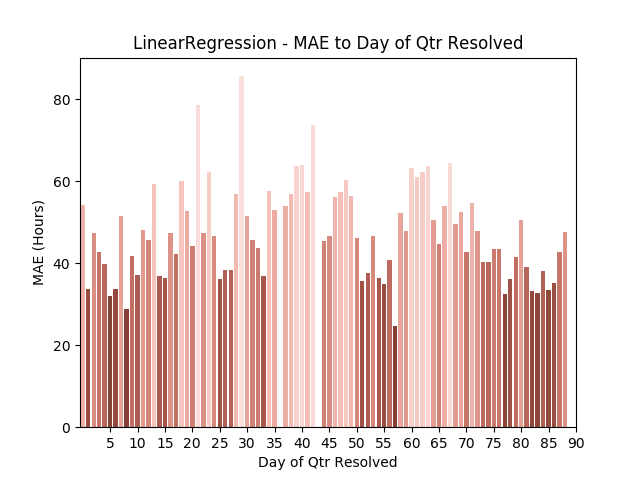 LinearRegression - MAE to Day of Qtr Resolved
MAE (Hours)
80
60
40
20
0
5 10 15 20 25 30 35 40 45 50 55 60 65 70 75 80 85 90
Day of Qtr Resolved